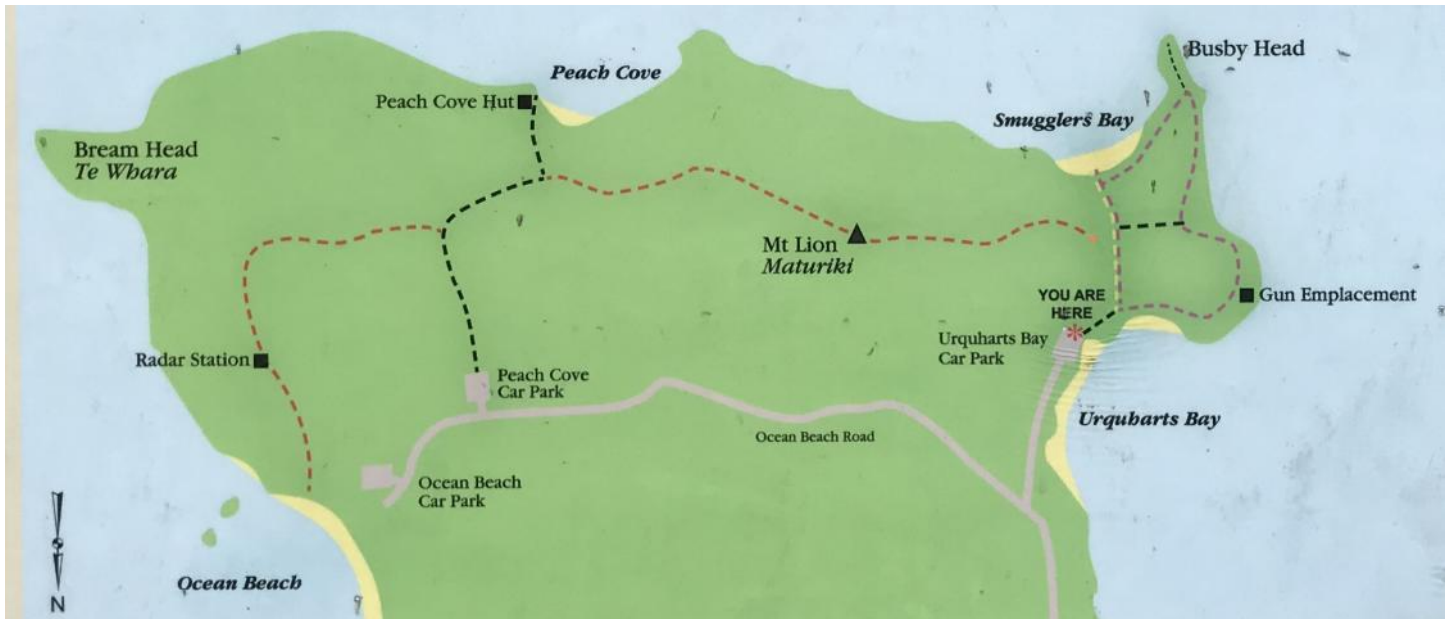 Busby Head
Peach Cove
Peach Cove Hut
Smugglers Bay
Bream Head
Te Whara
Mt Lion
Maturiki
YOU ARE
HERE
Gun Emplacement
Urquharts Bay
Car Park
Radar Station
Peach Cove
Car Park
Urquharts Bay
Ocean Beach Road
Ocean Beach
Car Park
Ocean Beach
N